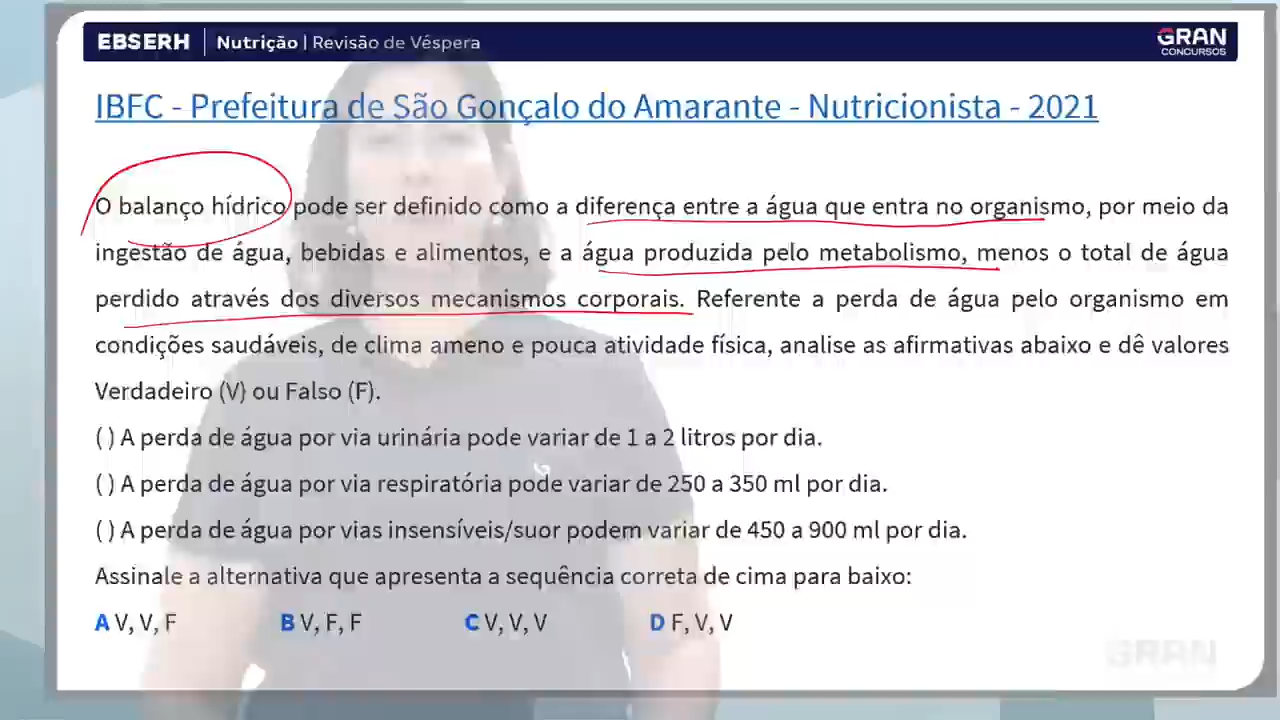 EBSERH | Nutrição | Revisão de Véspera
GRAN CONCURSOS
IBFC - Prefeitura de São Gonçalo do Amarante - Nutricionista - 2021
O balanço hídrico pode ser definido como a diferença entre a água que entra no organismo, por meio da
ingestão de água, bebidas e alimentos, e a água produzida pelo metabolismo, menos o total de água
perdido através dos diversos mecanismos corporais. Referente a perda de água pelo organismo em
condições saudáveis, de clima ameno e pouca atividade física, analise as afirmativas abaixo e dê valores
Verdadeiro (V) ou Falso (F).
( ) A perda de água por via urinária pode variar de 1 a 2 litros por dia.
( ) A perda de água por via respiratória pode variar de 250 a 350 ml por dia.
( ) A perda de água por vias insensíveis/suor podem variar de 450 a 900 ml por dia.
Assinale a alternativa que apresenta a sequência correta de cima para baixo:
A V, V, F B V, F, F C V, V, V D F, V, V
GRAN